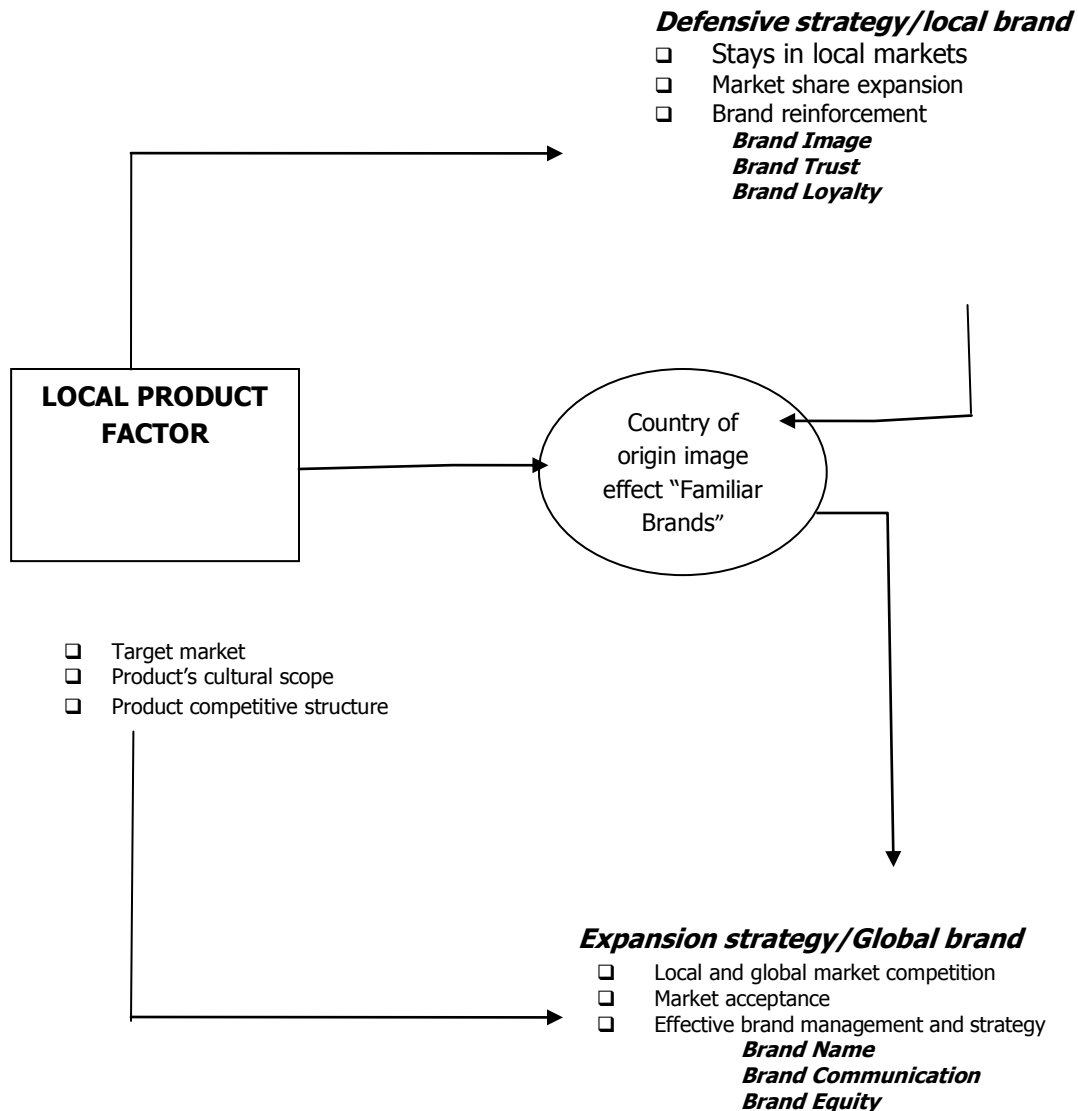 Defensive strategy/local brand
❑ Stays in local markets
❑ Market share expansion
❑ Brand reinforcement
Brand Image
Brand Trust
Brand Loyalty
LOCAL PRODUCT
FACTOR
Country of
origin image
effect “Familiar
Brands”
❑ Target market
❑ Product’s cultural scope
❑ Product competitive structure
Expansion strategy/Global brand
❑ Local and global market competition
❑ Market acceptance
❑ Effective brand management and strategy
Brand Name
Brand Communication
Brand Equity